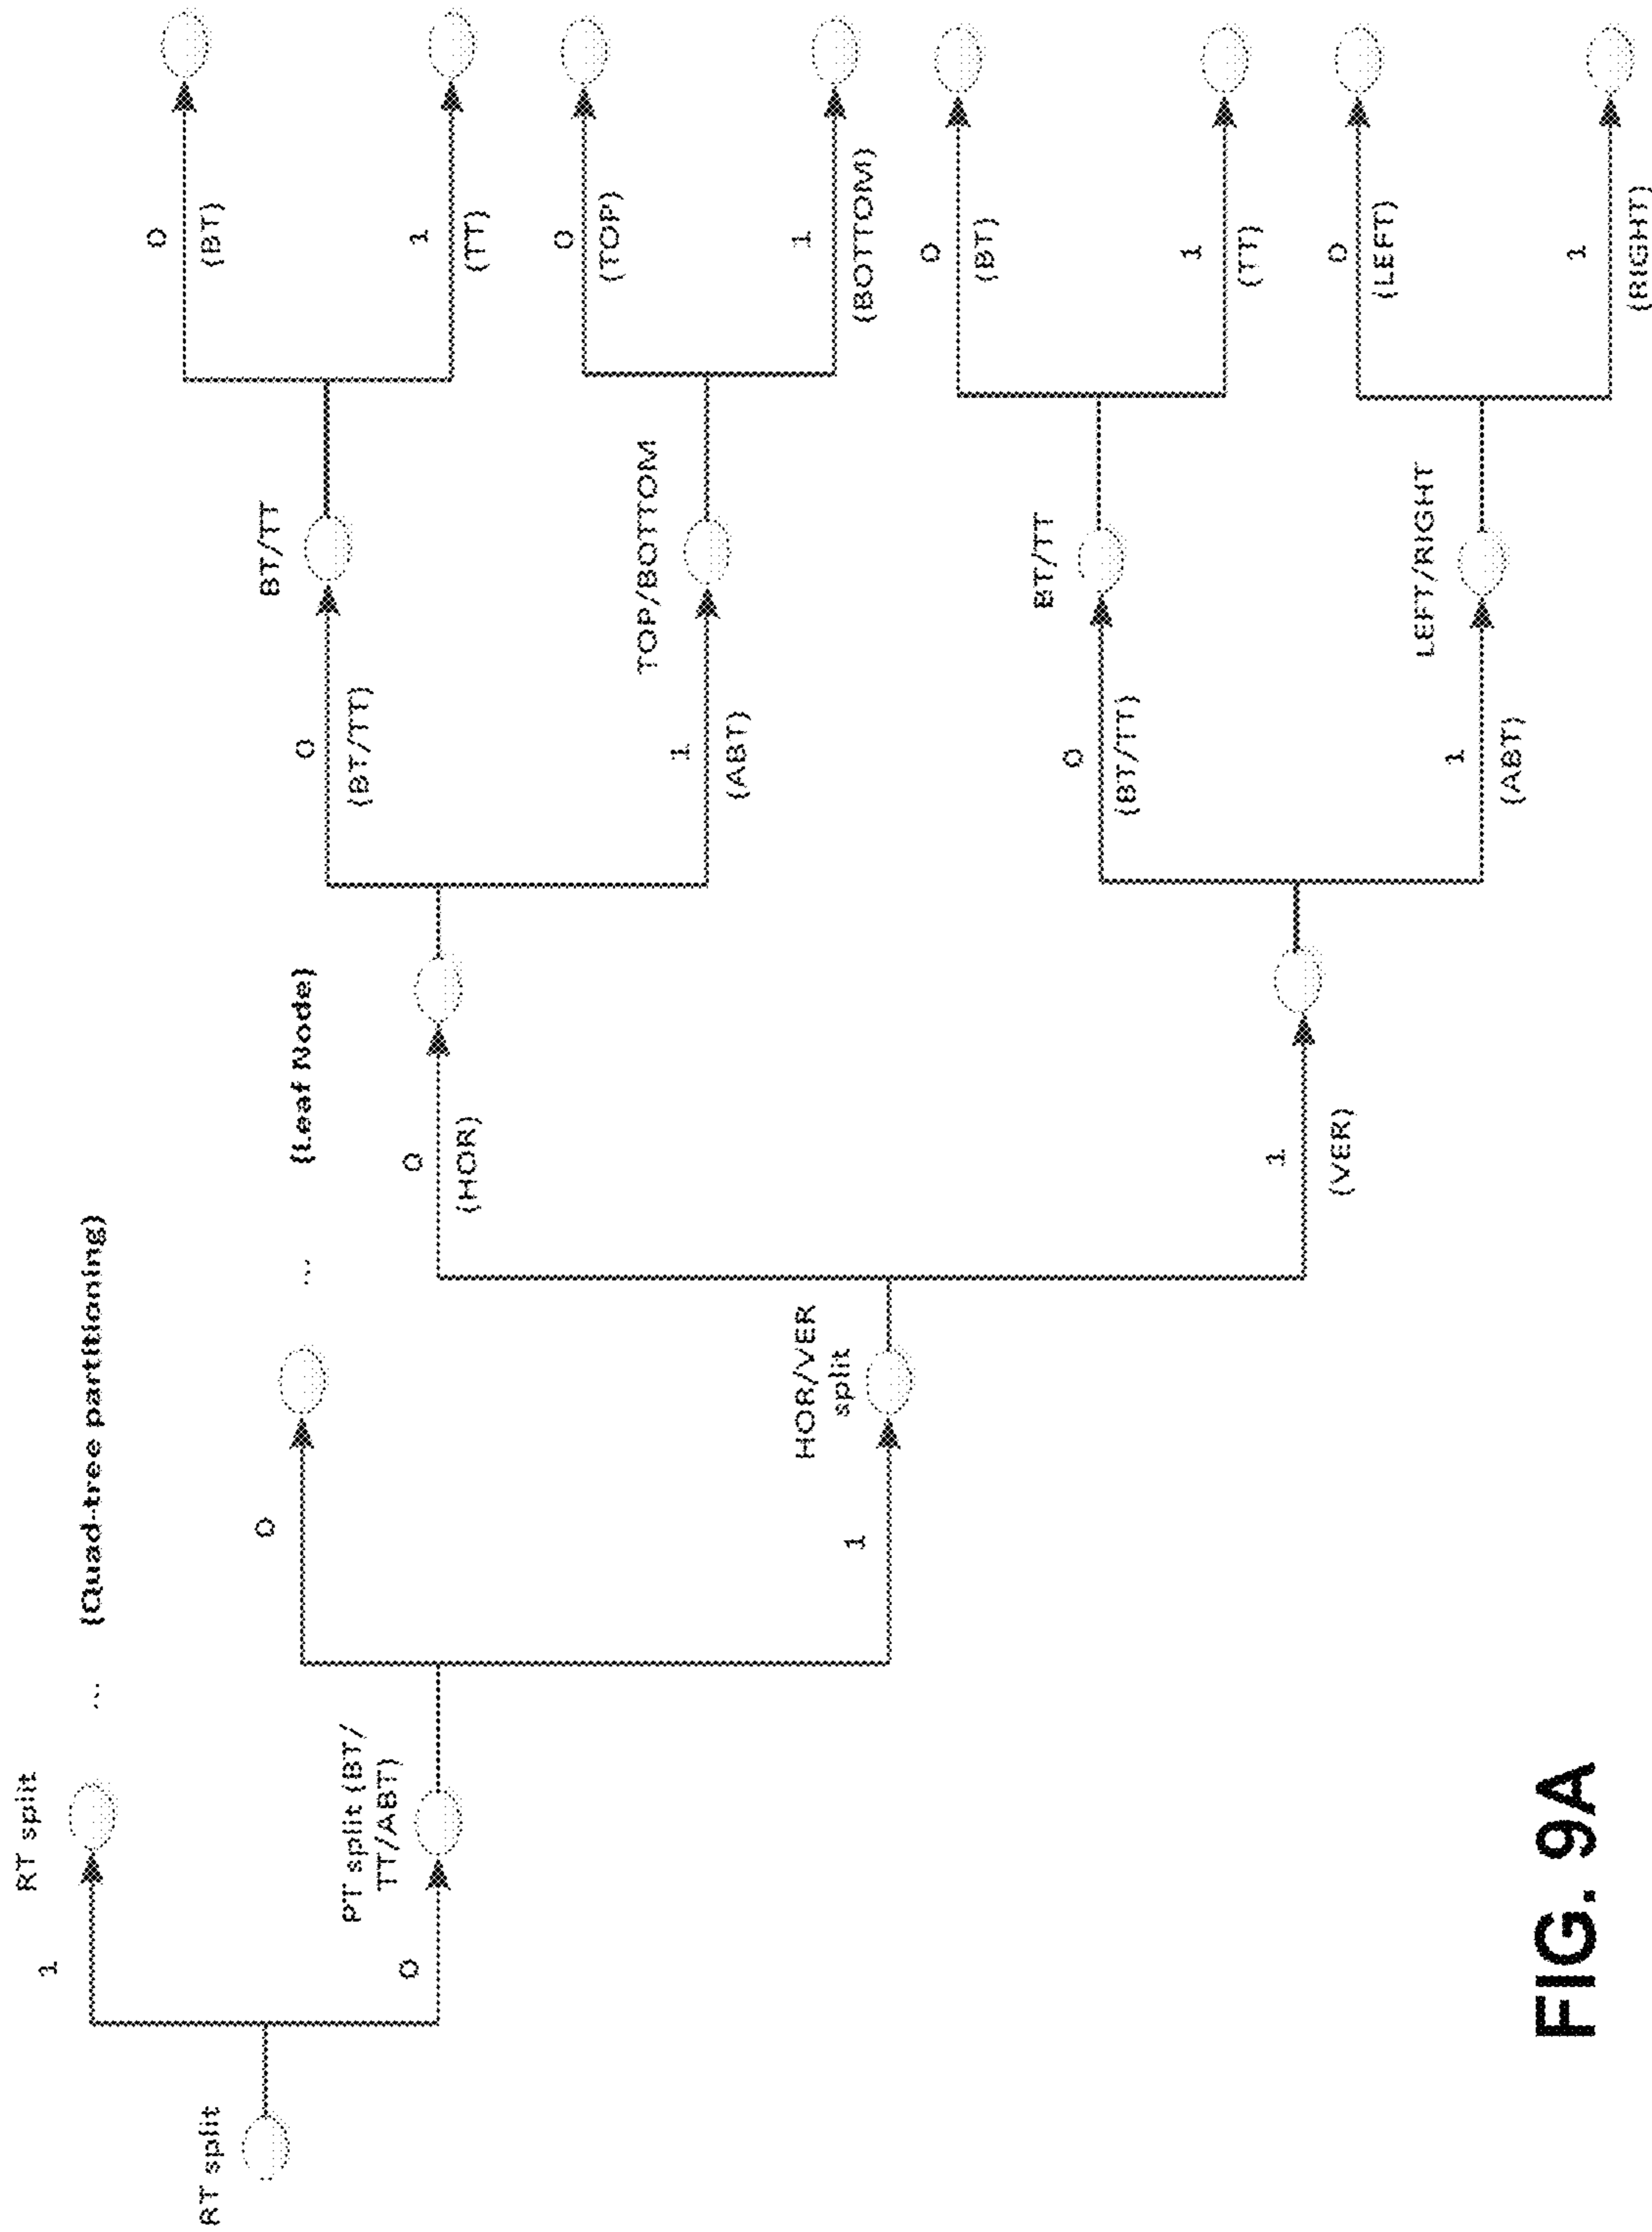 RT split
1
RT split
... {Quad-tree partitioning}
0
PT split {BT/
TT/ABT}
0
... {Leaf Node}
1
HOR/VER
split
0
{HOR}
1
{VER}
0
{BT/TT}
BT/TT
1
{ABT}
TOP/BOTTOM
0
{BT/TT}
BT/TT
1
{ABT}
LEFT/RIGHT
0
{BT}
1
{TT}
0
{TOP}
1
{BOTTOM}
0
{BT}
1
{TT}
0
{LEFT}
1
{RIGHT}
FIG. 9A